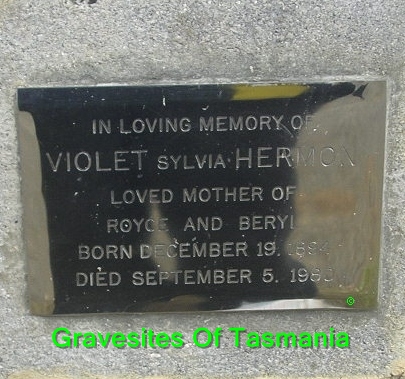 IN LOVING MEMORY OF
VIOLET SYLVIA HERMON
LOVED MOTHER OF
ROYCE AND BERYL
BORN DECEMBER 19.
DIED SEPTEMBER 5.
©
Gravesites Of Tasmania